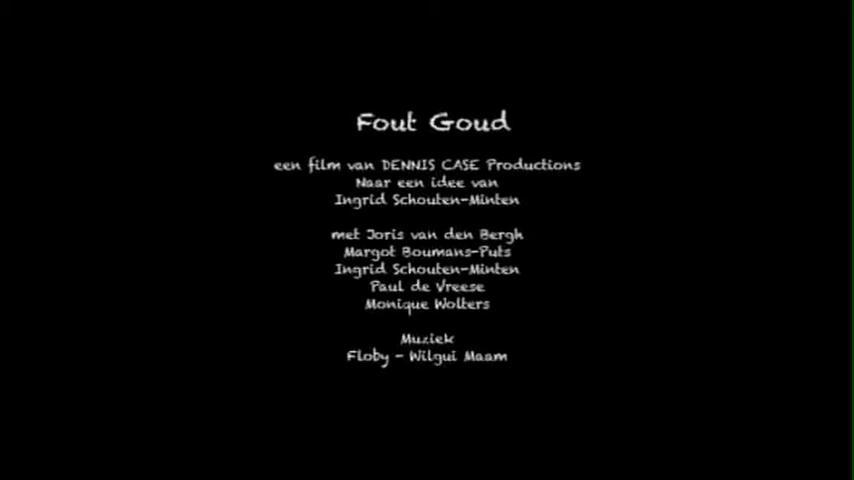 Fout Goud
een film van DENNIS CASE Productions
Naar een idee van
Ingrid Schouten-Minten
met Joris van den Bergh
Margot Boumans-Puts
Ingrid Schouten-Minten
Paul de Vreese
Monique Wolters
Muziek
Floby - Wilgui Maam